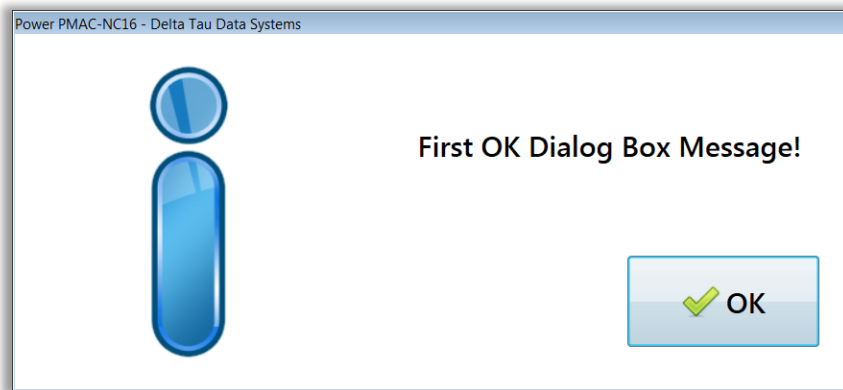 Power PMAC-NC16 - Delta Tau Data Systems
First OK Dialog Box Message!
OK